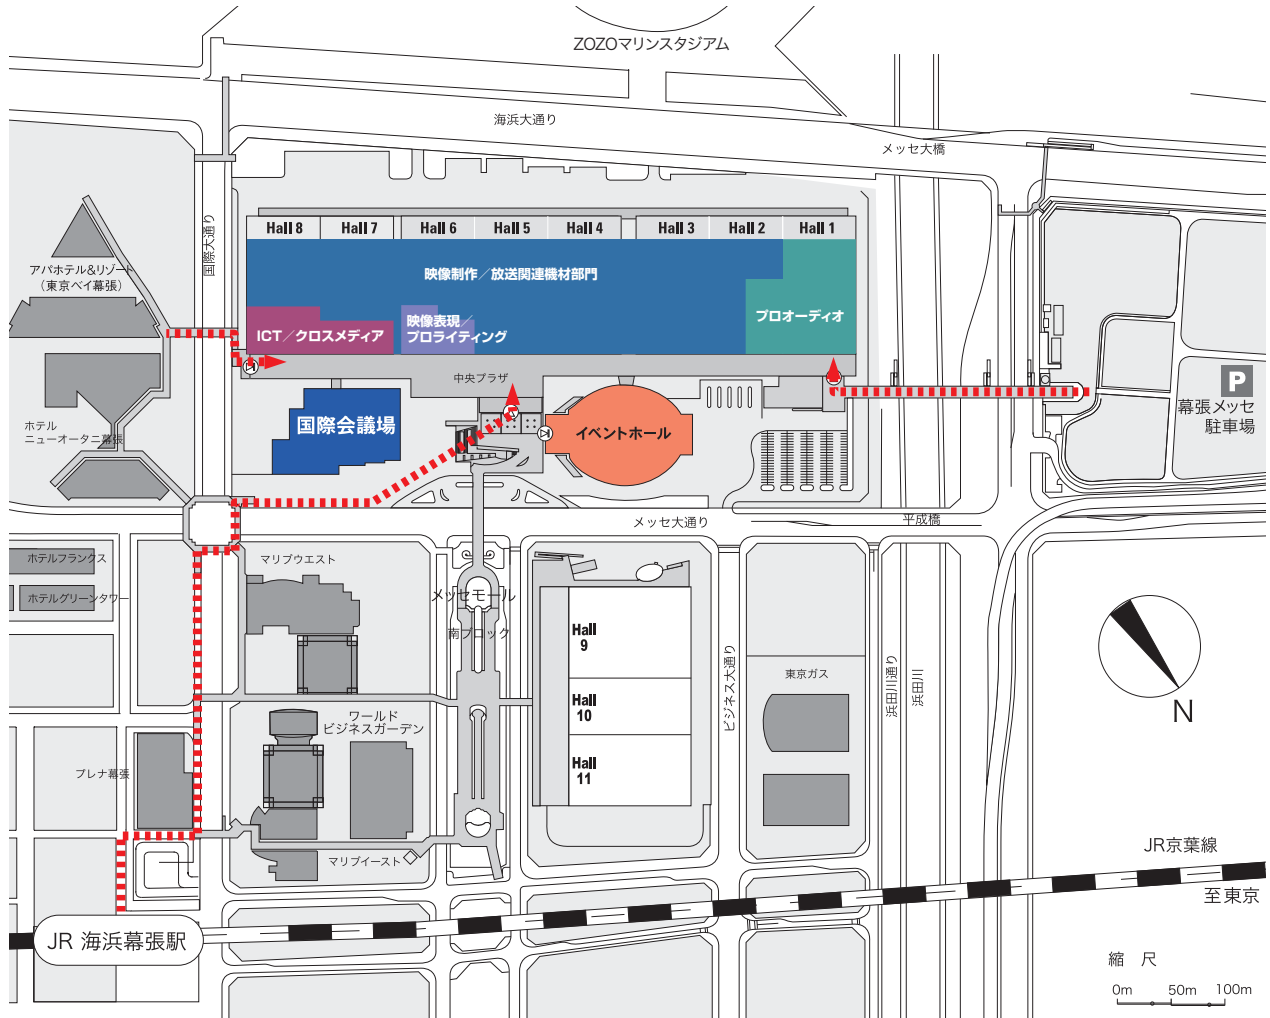 ZOZOマリンスタジアム
海浜大通り
メッセ大橋
国際大通り
Hall 8
Hall 7
Hall 6
Hall 5
Hall 4
Hall 3
Hall 2
Hall 1
アパホテル&リゾート
（東京ベイ幕張）
映像制作／放送関連機材部門
ICT／クロスメディア
映像表現／
プロライティング
プロオーディオ
中央プラザ
P
幕張メッセ
駐車場
ホテル
ニューオータニ幕張
国際会議場
イベントホール
メッセ大通り
平成橋
ホテルフランクス
マリブウエスト
ホテルグリーンタワー
メッセモール
南ブロック
Hall
9
Hall
10
Hall
11
ビジネス大通り
東京ガス
浜田川通り
浜田川
N
ワールド
ビジネスガーデン
プレナ幕張
マリブイースト
JR京葉線
至東京
JR 海浜幕張駅
縮 尺
0m
50m
100m